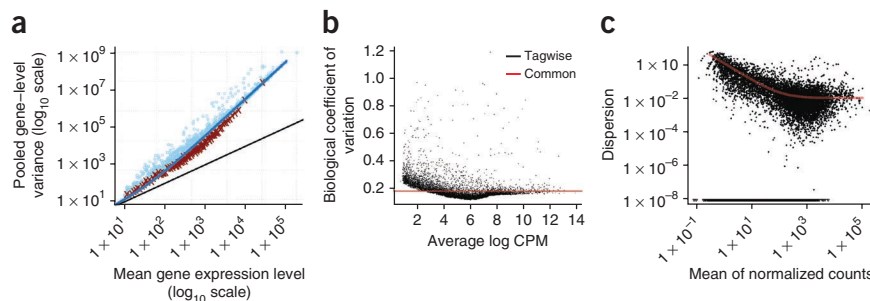 a
Pooled gene–level
variance (log10 scale)
1 × 10^9
1 × 10^7
1 × 10^5
1 × 10^3
1 × 10^1
1 × 10^1
1 × 10^2
1 × 10^3
1 × 10^4
1 × 10^5
Mean gene expression level
(log10 scale)
b
Biological coefficient of
variation
1.2
1.0
0.8
0.6
0.4
0.2
Tagwise
Common
2 4 6 8 10 12 14
Average log CPM
c
Dispersion
1 × 10
1 × 10^−2
1 × 10^−4
1 × 10^−6
1 × 10^−8
1 × 10^−1
1 × 10^1
1 × 10^3
1 × 10^5
Mean of normalized counts